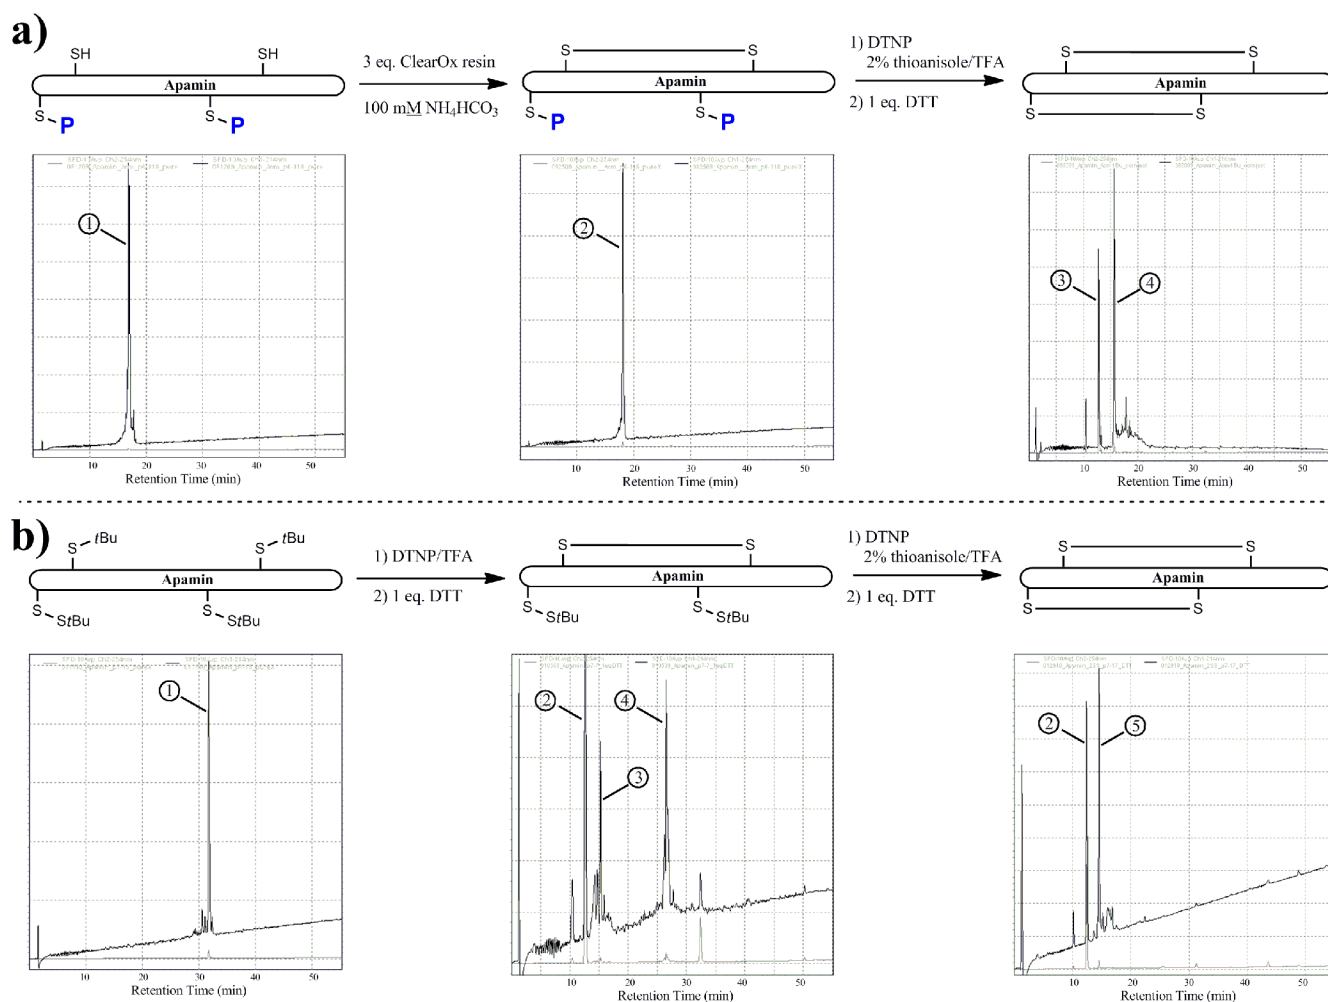 a)
SH SH
Apamin
S P S P
3 eq. ClearOx resin
100 mM NH4HCO3
S S
Apamin
S P S P
1) DTNP
2% thioanisole/TFA
2) 1 eq. DTT
S S
Apamin
S S
1
2
3 4
10 20 30 40 50
Retention Time (min)
10 20 30 40 50
Retention Time (min)
10 20 30 40 50
Retention Time (min)
b)
S tBu S tBu
Apamin
StBu StBu
1) DTNP/TFA
2) 1 eq. DTT
S S
Apamin
StBu StBu
1) DTNP
2% thioanisole/TFA
2) 1 eq. DTT
S S
Apamin
S S
1
2 4
3
2 5
10 20 30 40 50
Retention Time (min)
10 20 30 40 50
Retention Time (min)
10 20 30 40 50
Retention Time (min)